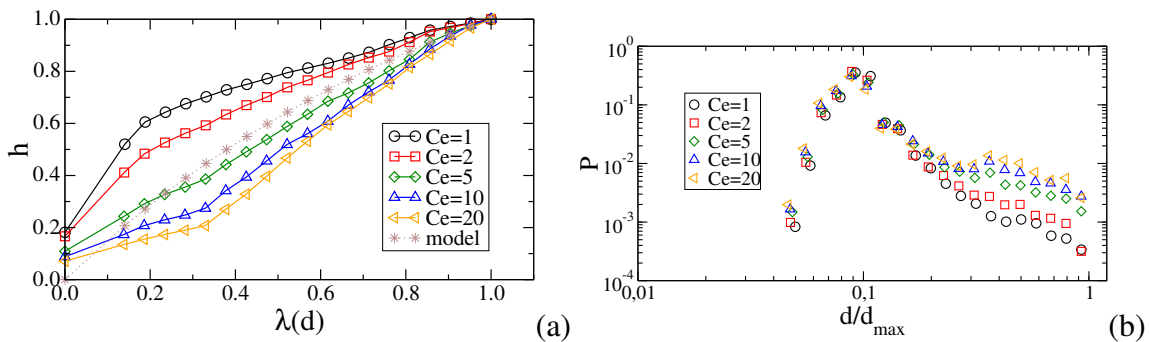 1.0
0.8
0.6
0.4
0.2
0.0
h
0.0 0.2 0.4 0.6 0.8 1.0
λ(d)
Ce=1
Ce=2
Ce=5
Ce=10
Ce=20
model
(a)
10^0
10^-1
10^-2
10^-3
10^-4
P
0,01 0,1 1
d/d_max
Ce=1
Ce=2
Ce=5
Ce=10
Ce=20
(b)